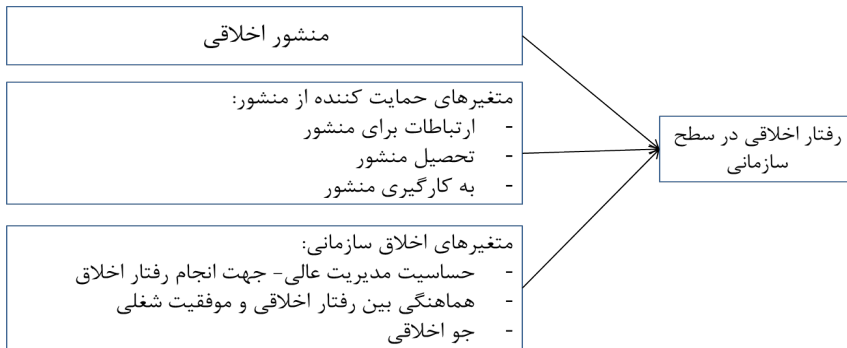 منشور اخلاقی
متغیرهای حمایت کننده از منشور:
- ارتباطات برای منشور
- تحصیل منشور
- به کارگیری منشور
متغیرهای اخلاق سازمانی:
- حساسیت مدیریت عالی- جهت انجام رفتار اخلاق
- هماهنگی بین رفتار اخلاقی و موفقیت شغلی
- جو اخلاقی
رفتار اخلاقی در سطح
سازمانی